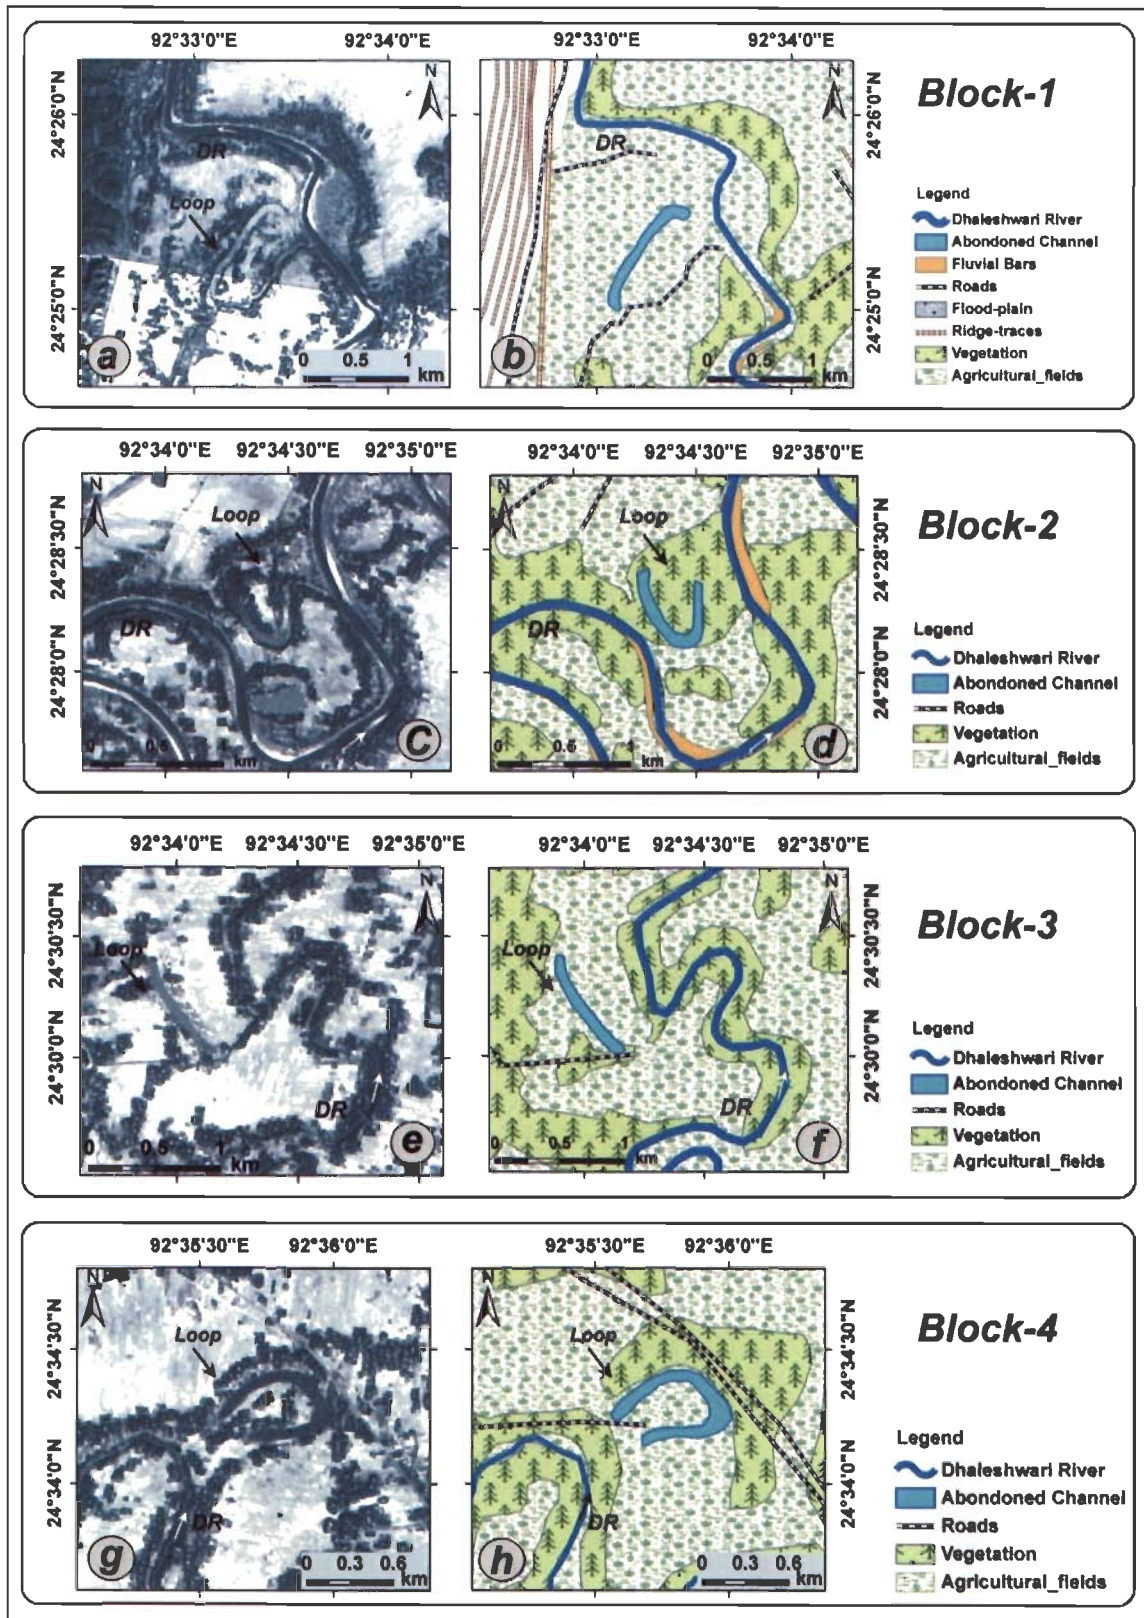 92°33'0"E 92°34'0"E 92°33'0"E 92°34'0"E
24°26'0"N
24°25'0"N
N
DR
Loop
a
0 0.5 1
km
N
DR
b
0 0.5 1
km
24°26'0"N
24°25'0"N
Block-1
Legend
Dhaleshwari River
Abondoned Channel
Fluvial Bars
Roads
Flood-plain
Ridge-traces
Vegetation
Agricultural_fields
92°34'0"E 92°34'30"E 92°35'0"E 92°34'0"E 92°34'30"E 92°35'0"E
24°28'30"N
24°28'0"N
N
Loop
DR
C
0 0.5 1
km
N
Loop
DR
d
0 0.5 1
km
24°28'30"N
24°28'0"N
Block-2
Legend
Dhaleshwari River
Abondoned Channel
Roads
Vegetation
Agricultural_fields
92°34'0"E 92°34'30"E 92°35'0"E 92°34'0"E 92°34'30"E 92°35'0"E
24°30'30"N
24°30'0"N
N
Loop
DR
e
0 0.5 1
km
N
Loop
DR
f
0 0.5 1
km
24°30'30"N
24°30'0"N
Block-3
Legend
Dhaleshwari River
Abondoned Channel
Roads
Vegetation
Agricultural_fields
92°35'30"E 92°36'0"E 92°35'30"E 92°36'0"E
24°34'30"N
24°34'0"N
N
Loop
DR
g
0 0.3 0.6
km
N
Loop
DR
h
0 0.3 0.6
km
24°34'30"N
24°34'0"N
Block-4
Legend
Dhaleshwari River
Abondoned Channel
Roads
Vegetation
Agricultural_fields